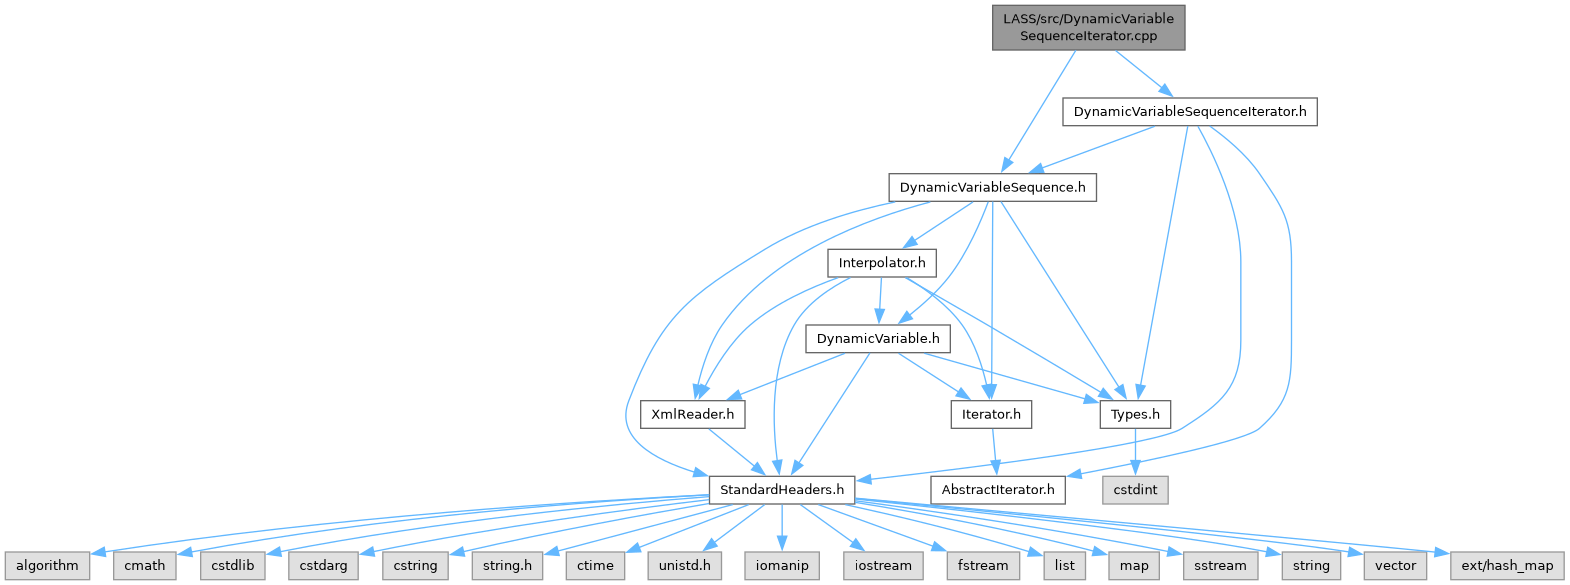 LASS/src/DynamicVariable
SequenceIterator.cpp
DynamicVariableSequenceIterator.h
DynamicVariableSequence.h
Interpolator.h
DynamicVariable.h
XmlReader.h
Iterator.h
Types.h
StandardHeaders.h
AbstractIterator.h
cstdint
algorithm
cmath
cstdlib
cstdarg
cstring
string.h
ctime
unistd.h
iomanip
iostream
fstream
list
map
sstream
string
vector
ext/hash_map